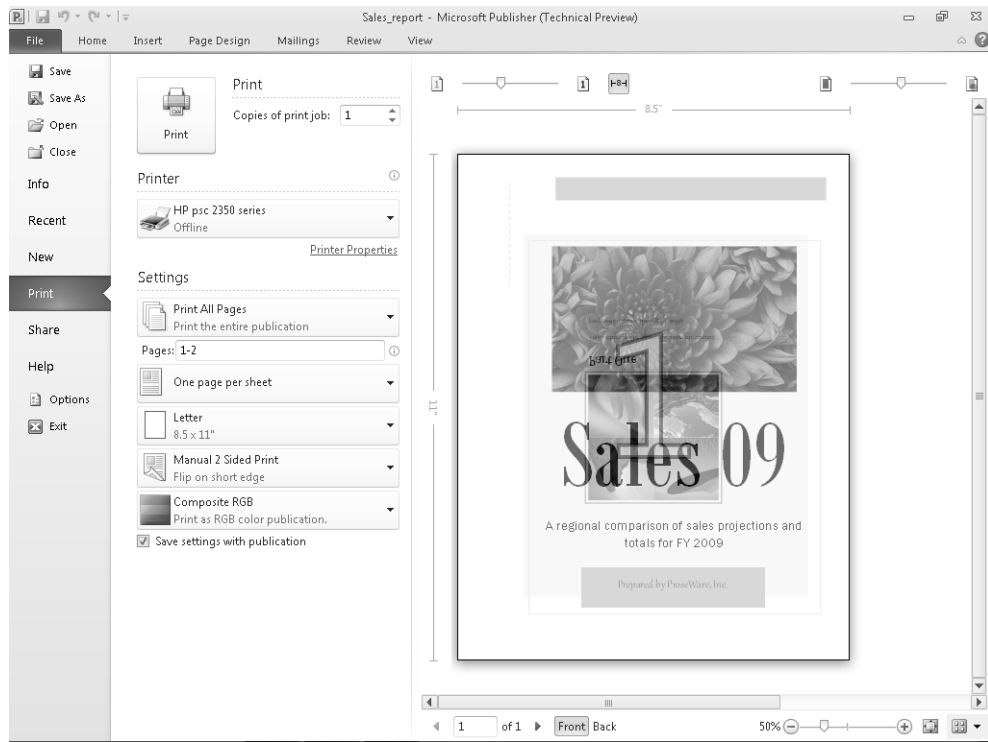 Sales_report - Microsoft Publisher (Technical Preview)
File Home Insert Page Design Mailings Review View
Save
Save As
Open
Close
Info
Recent
New
Print
Share
Help
Options
Exit
Print
Print
Copies of print job: 1
Printer
HP psc 2350 series
Offline
Printer Properties
Settings
Print All Pages
Print the entire publication
Pages: 1-2
One page per sheet
Letter
8.5 x 11"
Manual 2 Sided Print
Flip on short edge
Composite RGB
Print as RGB color publication.
Save settings with publication
1 1
8.5"
11"
Part One
1
Sales 09
A regional comparison of sales projections and
totals for FY 2009
Prepared by ProseWare, Inc.
1 of 1 Front Back 50%